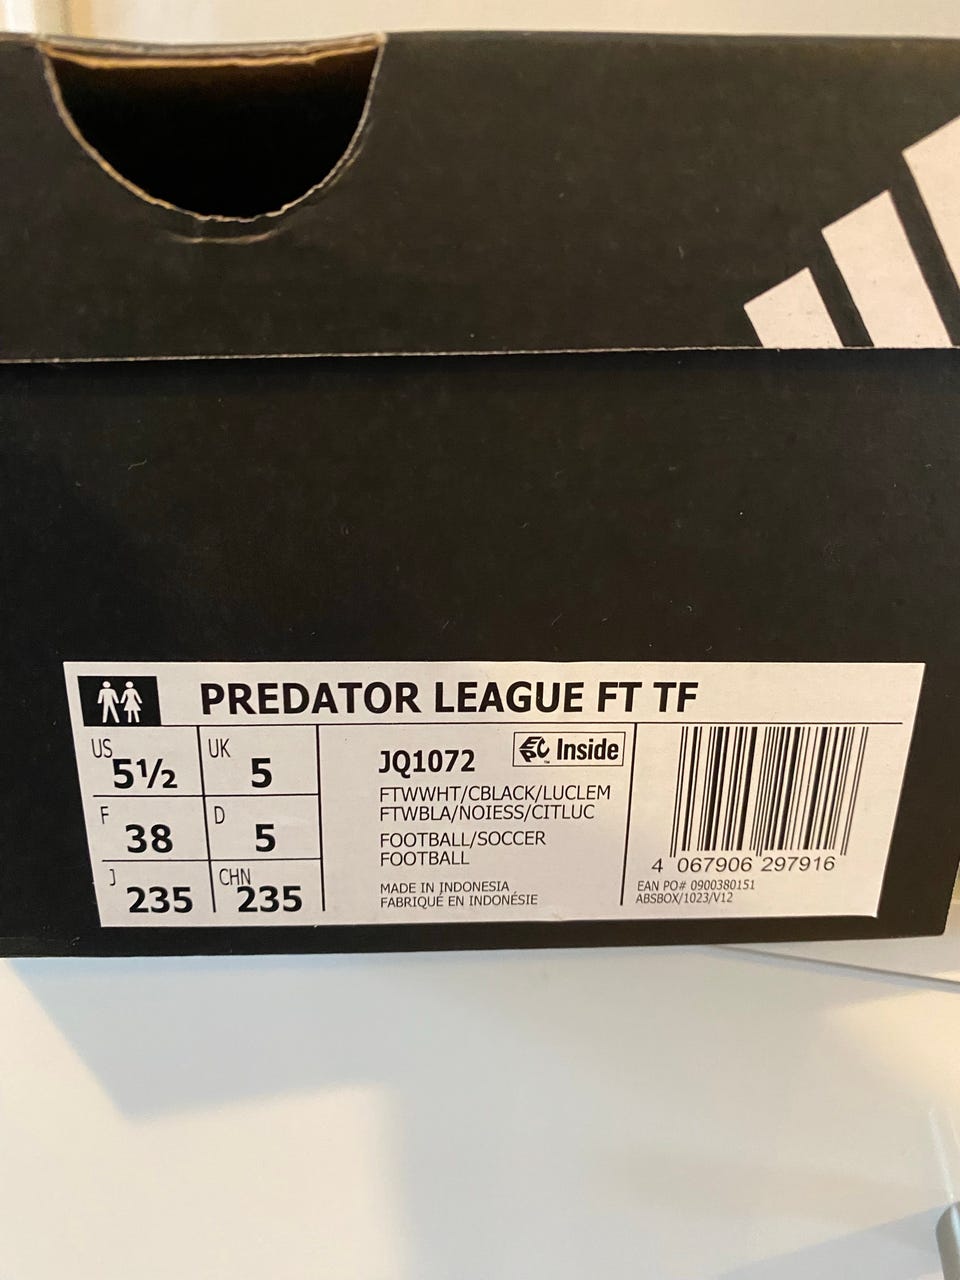 PREDATOR LEAGUE FT TF
US 5½ UK 5
F 38 D 5
J 235 CHN 235
JQ1072
Inside
FTWWHT/CBLACK/LUCLEM
FTWBLA/NOIESS/CITLUC
FOOTBALL/SOCCER
FOOTBALL
MADE IN INDONESIA
FABRIQUÉ EN INDONÉSIE
4 067906 297916
EAN PO# 0900380151
ABSBOX/1023/V12